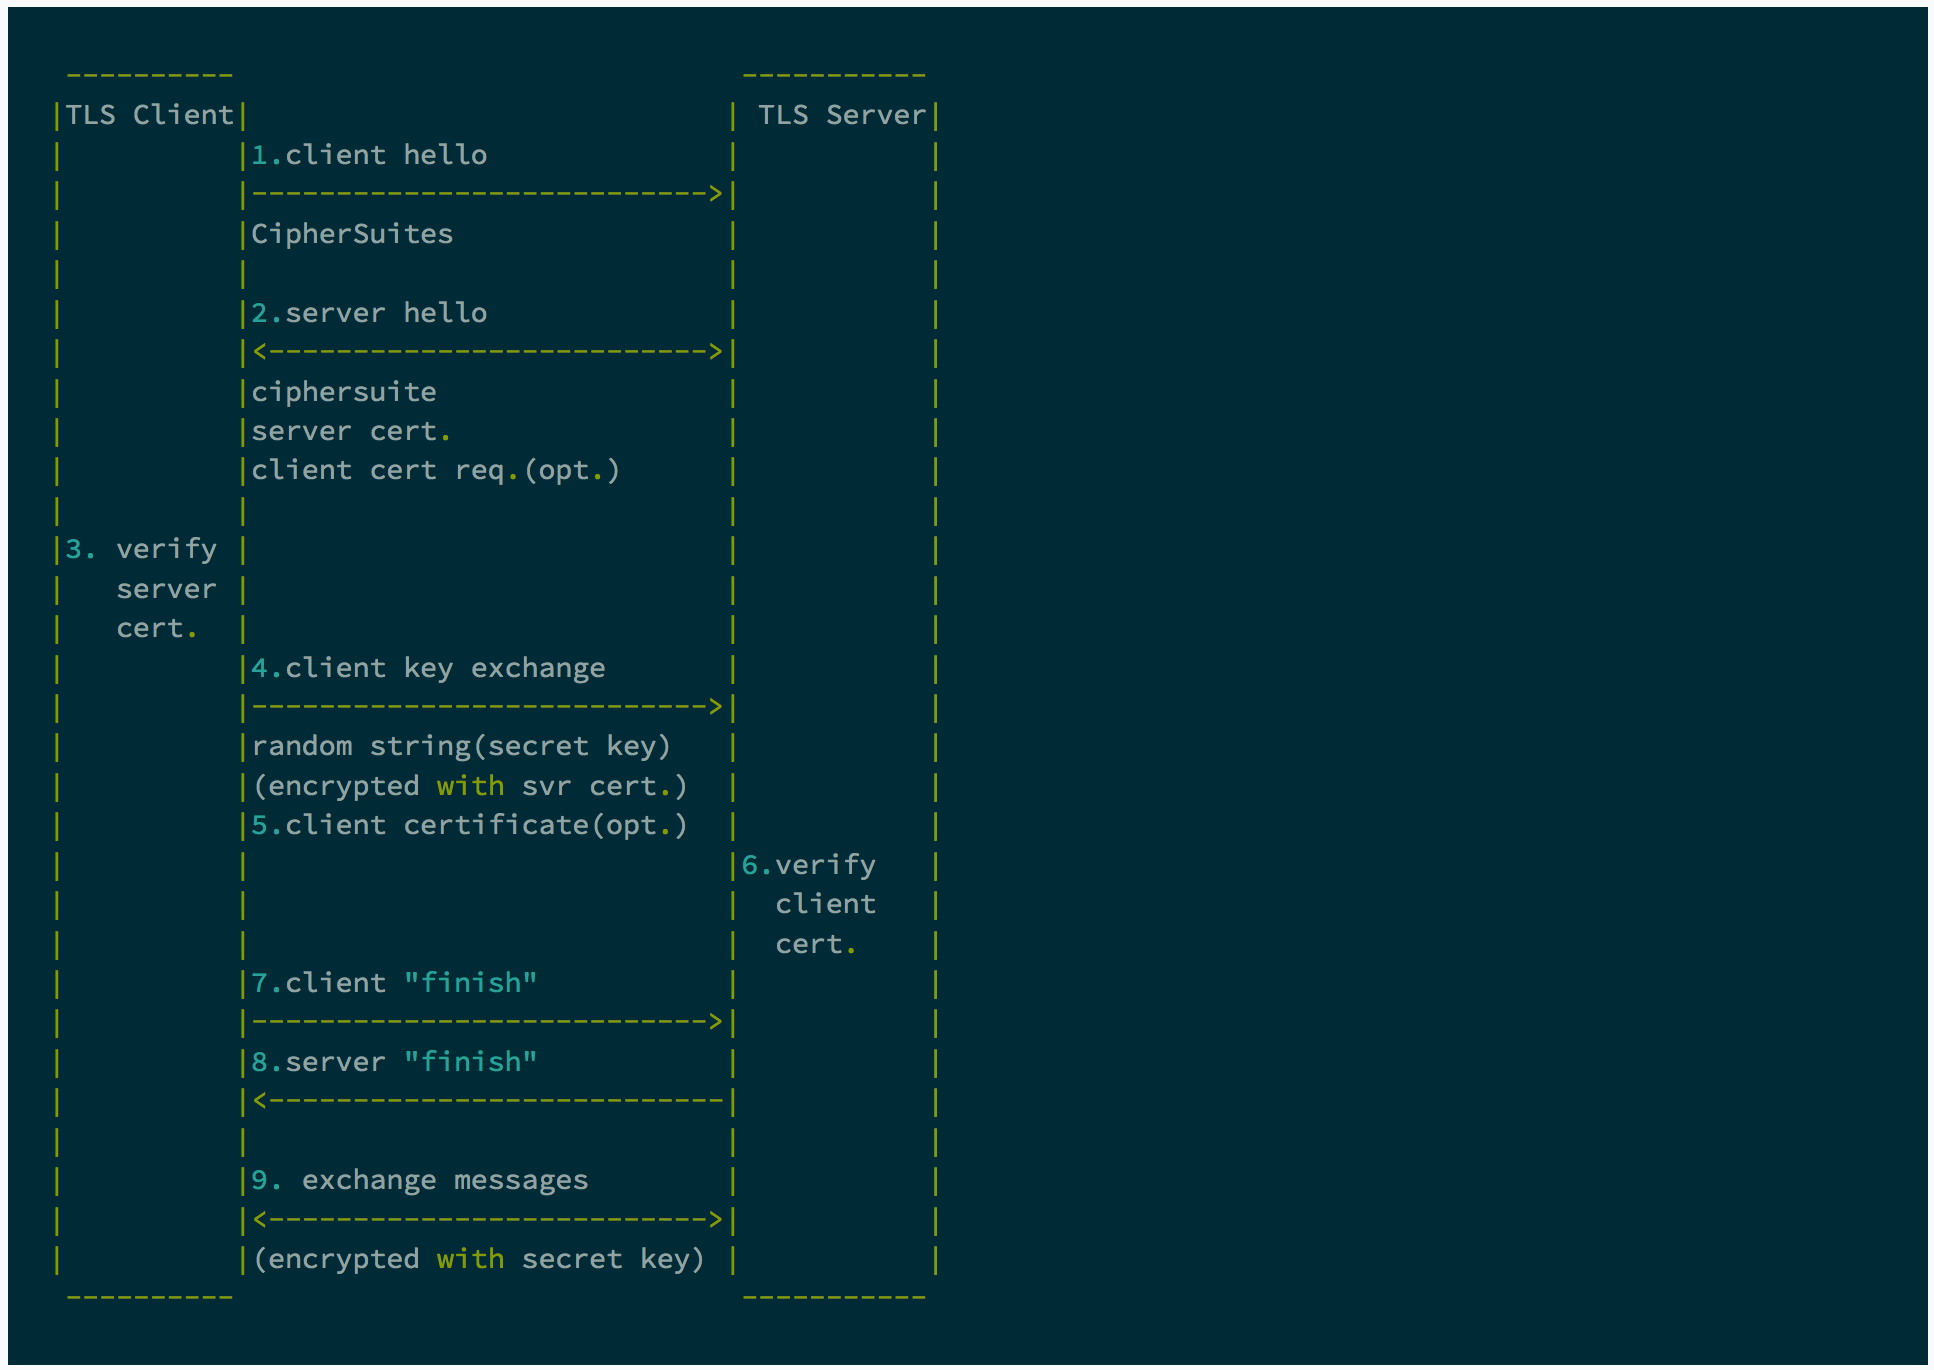 ----------                              -----------
|TLS Client|                            | TLS Server|
|          |1.client hello              |           |
|          |--------------------------->|           |
|          |CipherSuites                |           |
|          |                            |           |
|          |2.server hello              |           |
|          |<-------------------------->|           |
|          |ciphersuite                 |           |
|          |server cert.                |           |
|          |client cert req.(opt.)      |           |
|          |                            |           |
|3. verify |                            |           |
|   server |                            |           |
|   cert.  |                            |           |
|          |4.client key exchange       |           |
|          |--------------------------->|           |
|          |random string(secret key)   |           |
|          |(encrypted with svr cert.)  |           |
|          |5.client certificate(opt.)  |           |
|          |                            |6.verify   |
|          |                            |  client   |
|          |                            |  cert.    |
|          |7.client "finish"           |           |
|          |--------------------------->|           |
|          |8.server "finish"           |           |
|          |<---------------------------|           |
|          |                            |           |
|          |9. exchange messages        |           |
|          |<-------------------------->|           |
|          |(encrypted with secret key) |           |
 ----------                              -----------